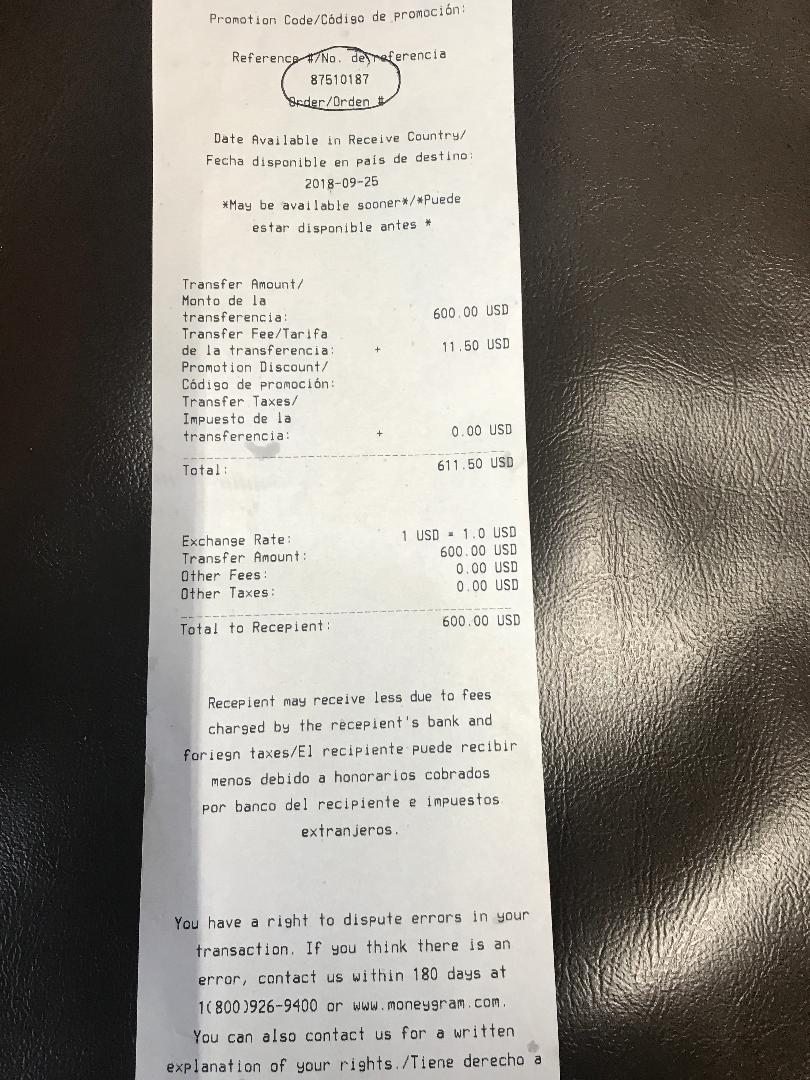 Promotion Code/Código de promoción:
Reference #/No. de referencia
87510187
Order/Orden #
Date Available in Receive Country/
Fecha disponible en país de destino:
2018-09-25
*May be available sooner*/*Puede
estar disponible antes *
Transfer Amount/
Monto de la
transferencia: 600.00 USD
Transfer Fee/Tarifa
de la transferencia: + 11.50 USD
Promotion Discount/
Código de promoción:
Transfer Taxes/
Impuesto de la
transferencia: + 0.00 USD
Total: 611.50 USD
Exchange Rate: 1 USD = 1.0 USD
Transfer Amount: 600.00 USD
Other Fees: 0.00 USD
Other Taxes: 0.00 USD
Total to Recepient: 600.00 USD
Recepient may receive less due to fees
charged by the recepient's bank and
foriegn taxes/El recipiente puede recibir
menos debido a honorarios cobrados
por banco del recipiente e impuestos
extranjeros.
You have a right to dispute errors in your
transaction. If you think there is an
error, contact us within 180 days at
1(800)926-9400 or www.moneygram.com.
You can also contact us for a written
explanation of your rights./Tiene derecho a